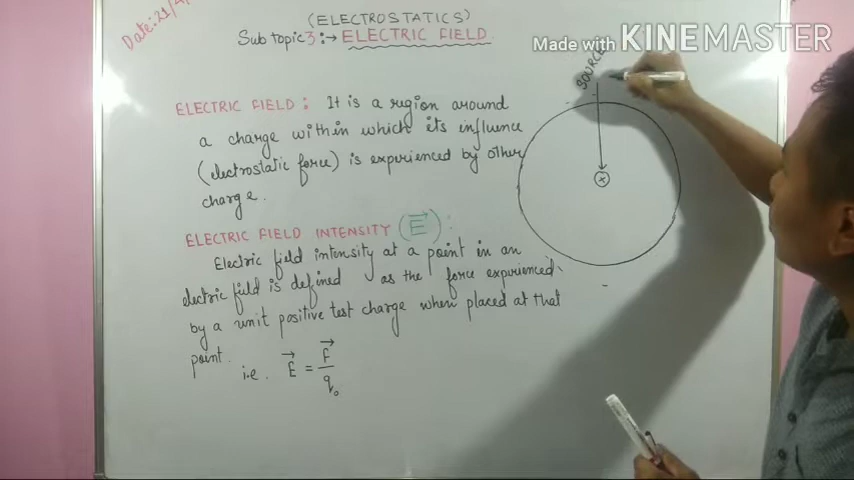 Date: 21/4/
(ELECTROSTATICS)
Sub topic 3:→ ELECTRIC FIELD
Made with KINEMASTER
SOURCE
ELECTRIC FIELD: It is a region around
a charge within which its influence
(electrostatic force) is experienced by other
charge.
ELECTRIC FIELD INTENSITY (E⃗):
Electric field intensity at a point in an
electric field is defined as the force experienced
by a unit positive test charge when placed at that
point.
i.e. E⃗ = F⃗/q₀
+